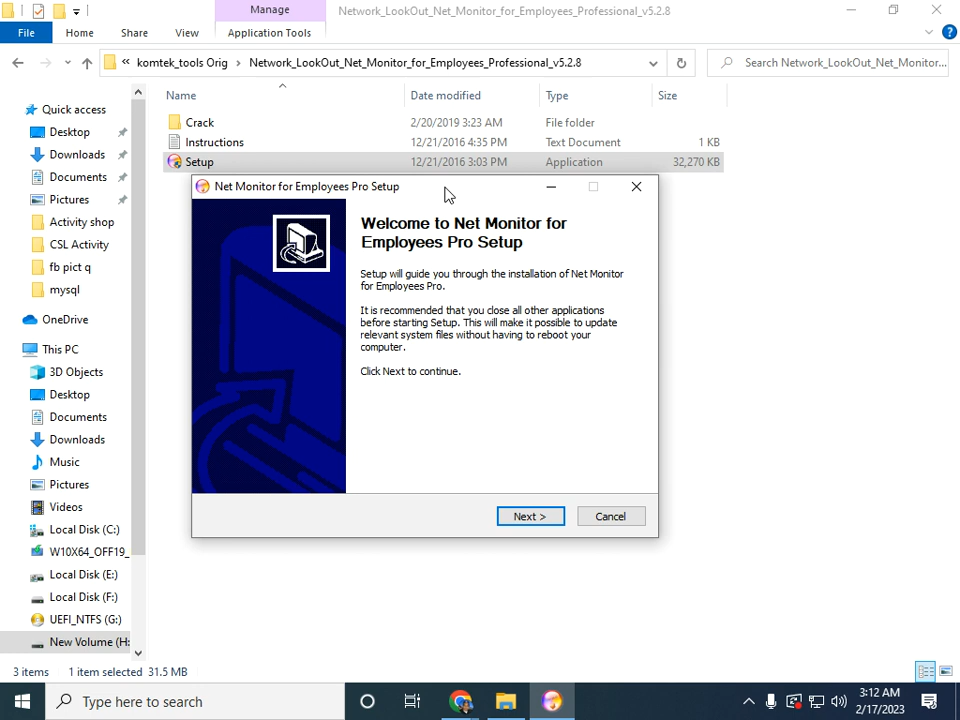 Manage
Network_LookOut_Net_Monitor_for_Employees_Professional_v5.2.8
File
Home
Share
View
Application Tools
?
« komtek_tools Orig › Network_LookOut_Net_Monitor_for_Employees_Professional_v5.2.8
Search Network_LookOut_Net_Monitor...
Name
Date modified
Type
Size
Quick access
Desktop
Downloads
Documents
Pictures
Activity shop
CSL Activity
fb pict q
mysql
OneDrive
This PC
3D Objects
Desktop
Documents
Downloads
Music
Pictures
Videos
Local Disk (C:)
W10X64_OFF19_
Local Disk (E:)
Local Disk (F:)
UEFI_NTFS (G:)
New Volume (H:
Crack 2/20/2019 3:23 AM File folder
Instructions 12/21/2016 4:35 PM Text Document 1 KB
Setup 12/21/2016 3:03 PM Application 32,270 KB
Net Monitor for Employees Pro Setup
Welcome to Net Monitor for
Employees Pro Setup
Setup will guide you through the installation of Net Monitor
for Employees Pro.
It is recommended that you close all other applications
before starting Setup. This will make it possible to update
relevant system files without having to reboot your
computer.
Click Next to continue.
Next >
Cancel
3 items 1 item selected 31.5 MB
Type here to search
3:12 AM
2/17/2023